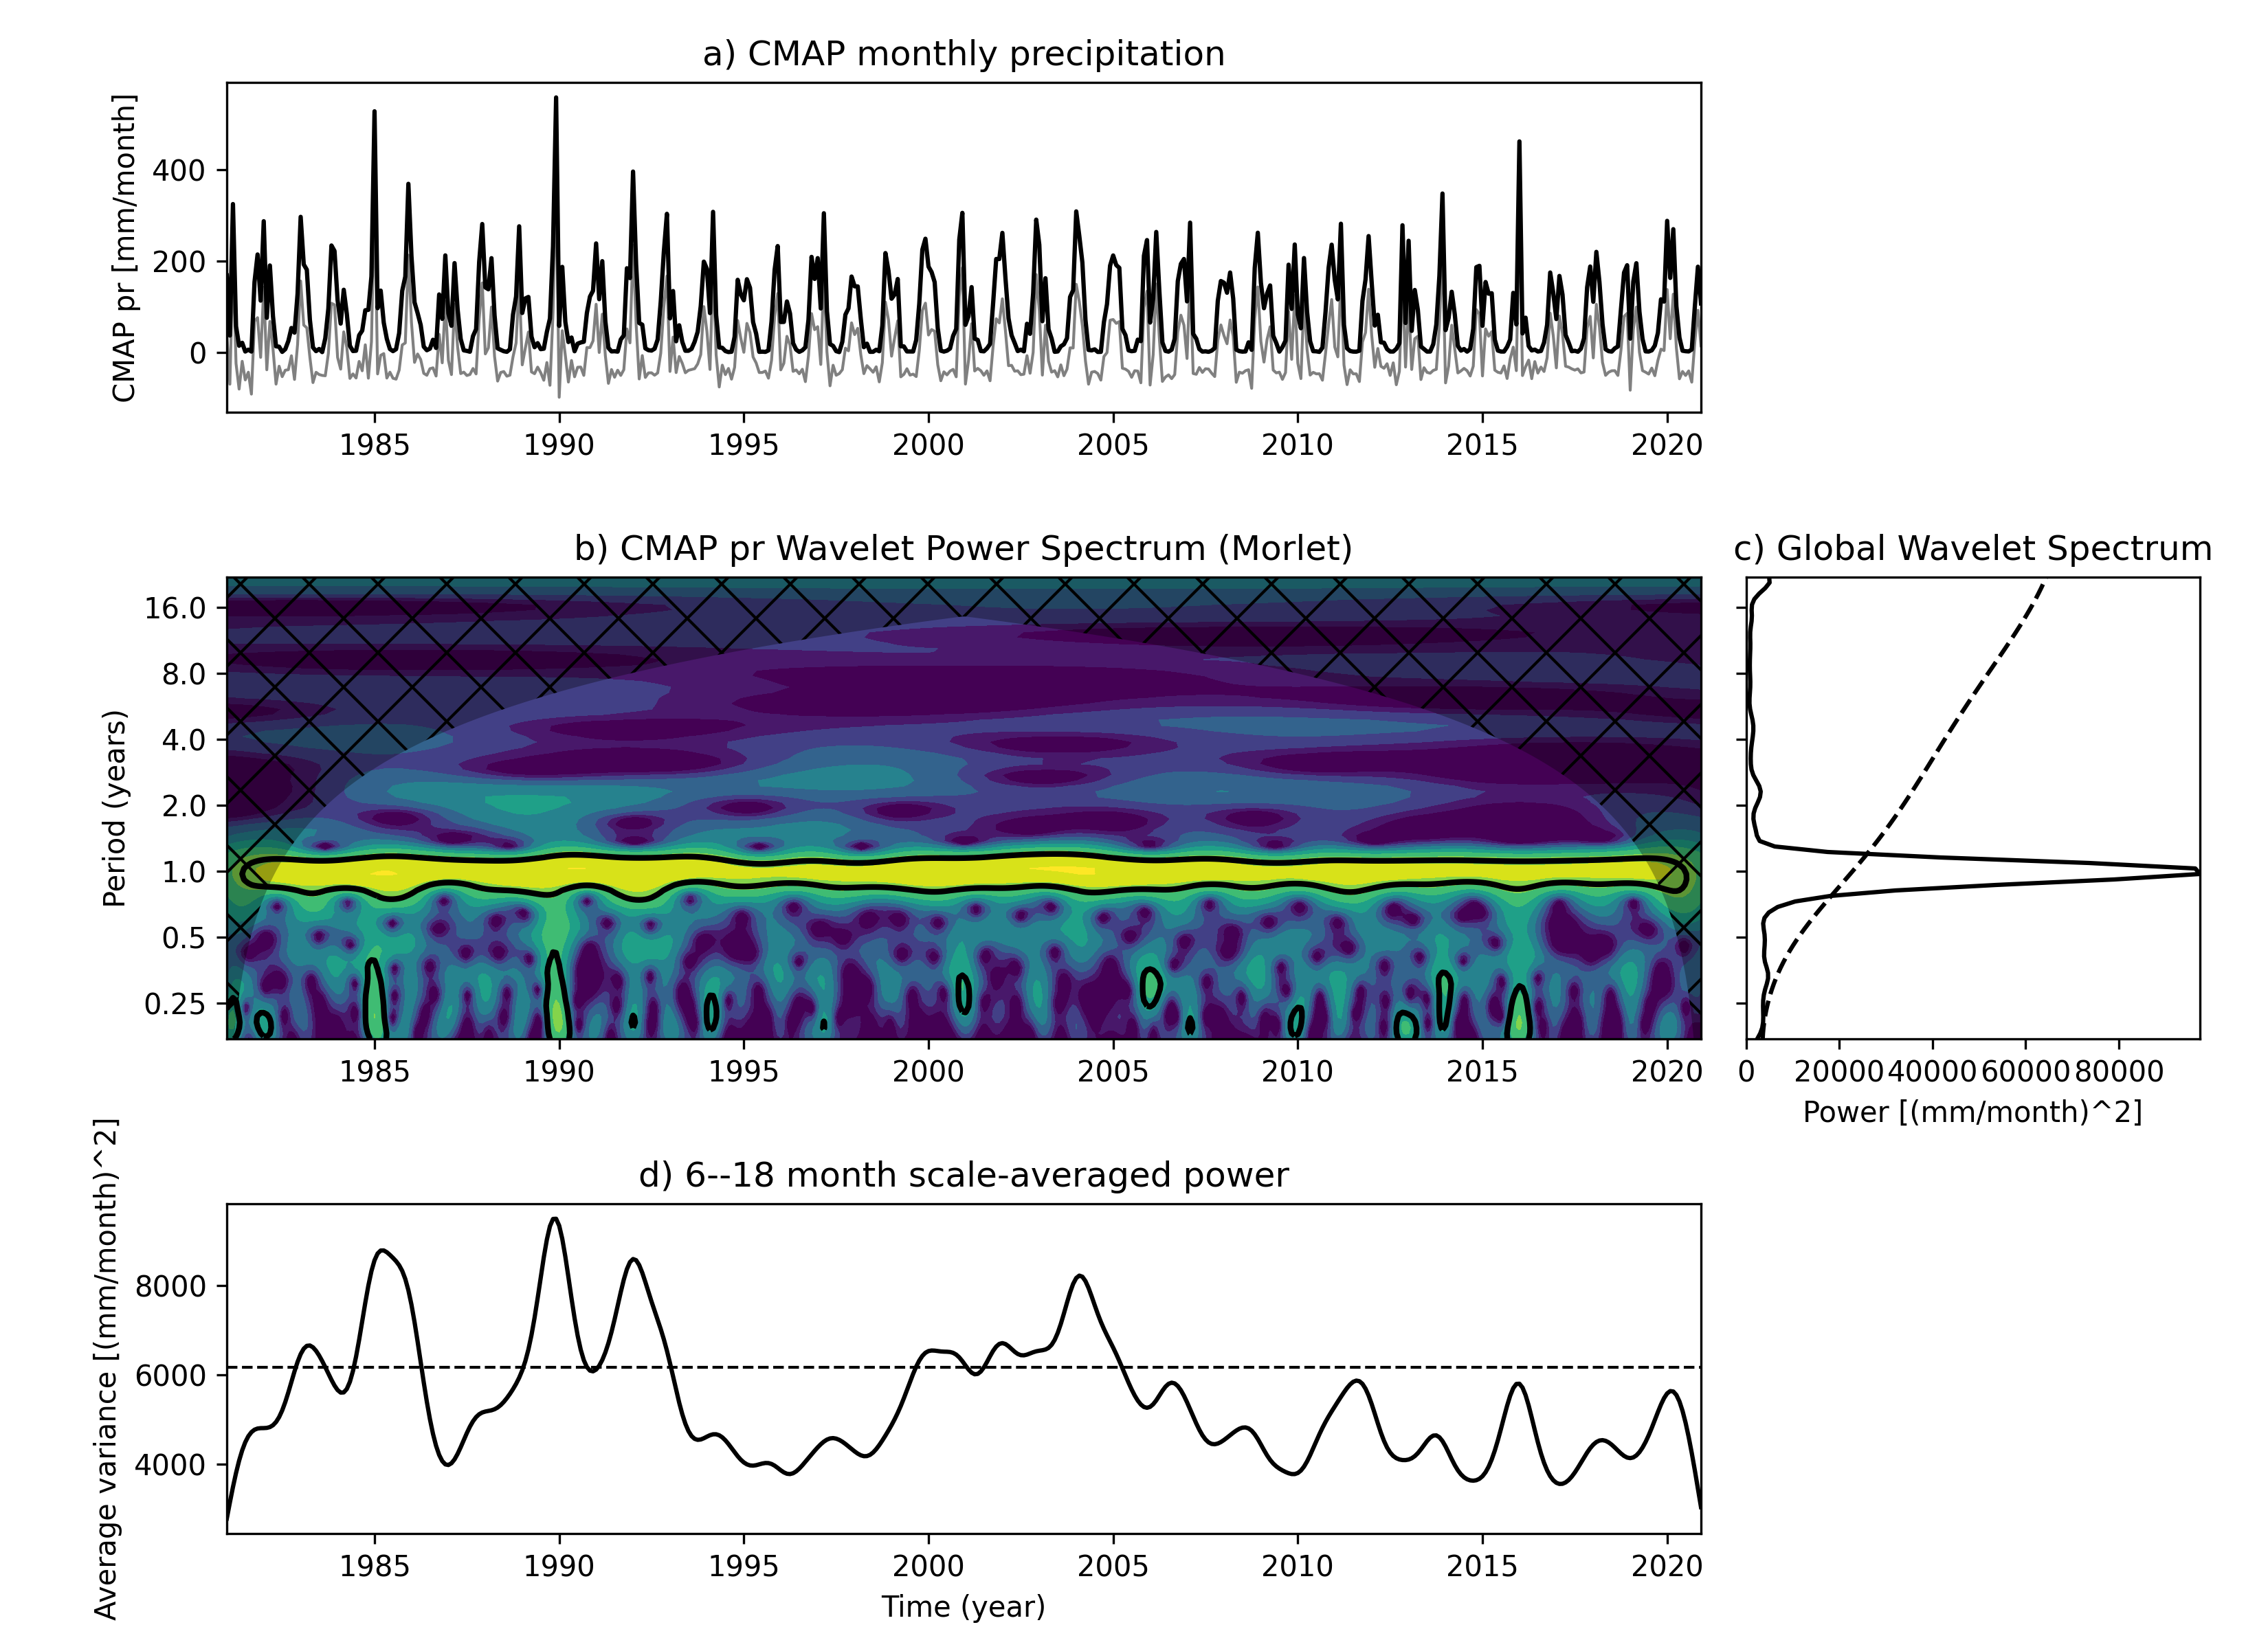 a) CMAP monthly precipitation
CMAP pr [mm/month]
400
200
0
1985 1990 1995 2000 2005 2010 2015 2020
b) CMAP pr Wavelet Power Spectrum (Morlet)
Period (years)
16.0
8.0
4.0
2.0
1.0
0.5
0.25
1985 1990 1995 2000 2005 2010 2015 2020
c) Global Wavelet Spectrum
0 20000 40000 60000 80000
Power [(mm/month)^2]
d) 6--18 month scale-averaged power
Average variance [(mm/month)^2]
8000
6000
4000
1985 1990 1995 2000 2005 2010 2015 2020
Time (year)